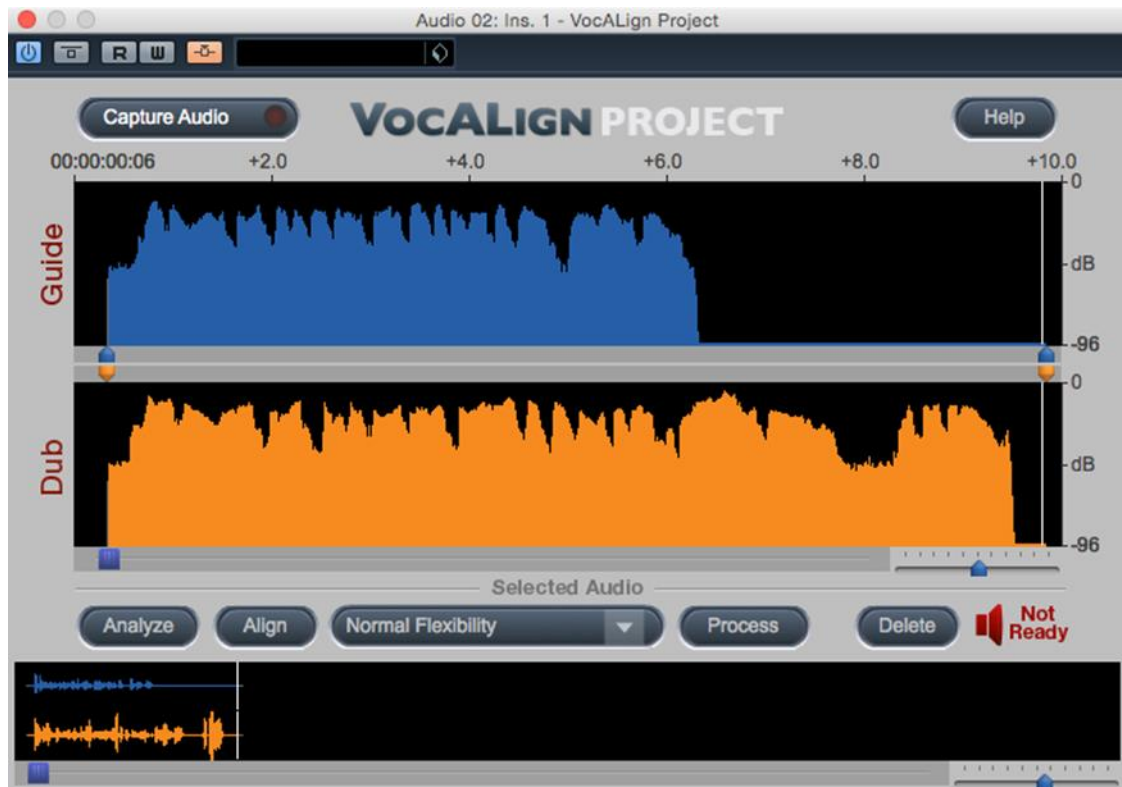 Audio 02: Ins. 1 - VocALign Project
R W
Capture Audio VOCALIGN PROJECT Help
00:00:00:06 +2.0 +4.0 +6.0 +8.0 +10.0
Guide
0
dB
-96
Dub
0
dB
-96
Selected Audio
Analyze Align Normal Flexibility Process Delete Not Ready